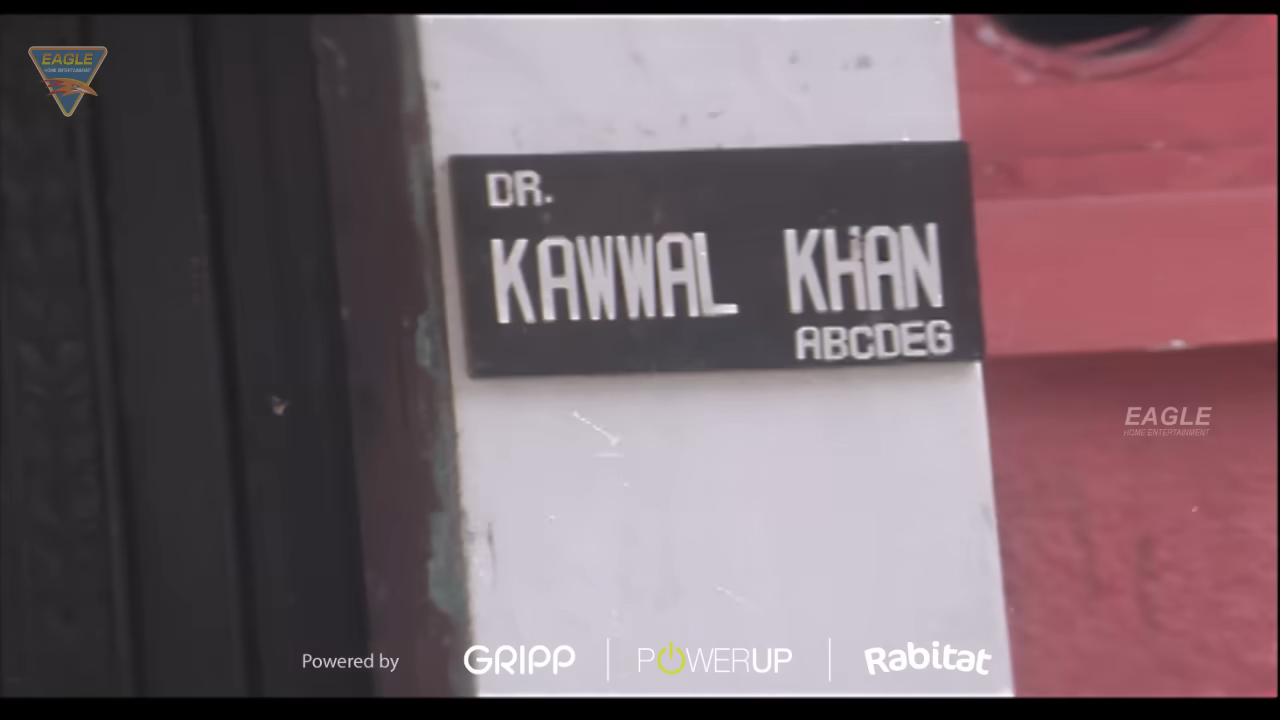 EAGLE
HOME ENTERTAINMENT
DR.
KAWWAL KHAN
ABCDEG
EAGLE
HOME ENTERTAINMENT
Powered by GRIPP POWERUP Rabitat